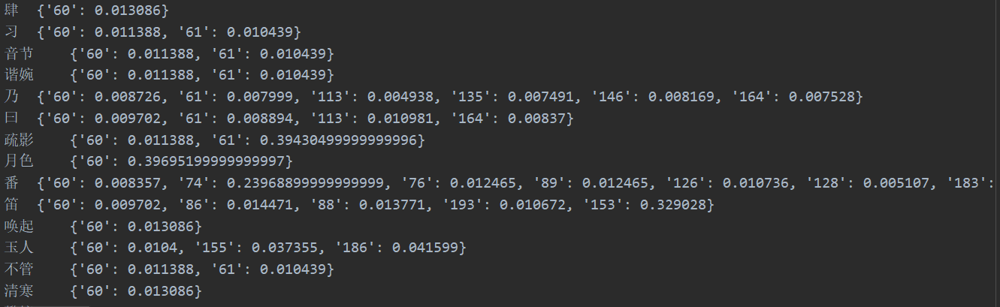 肆 {'60': 0.013086}
习 {'60': 0.011388, '61': 0.010439}
音节 {'60': 0.011388, '61': 0.010439}
谐婉 {'60': 0.011388, '61': 0.010439}
乃 {'60': 0.008726, '61': 0.007999, '113': 0.004938, '135': 0.007491, '146': 0.008169, '164': 0.007528}
曰 {'60': 0.009702, '61': 0.008894, '113': 0.010981, '164': 0.00837}
疏影 {'60': 0.011388, '61': 0.39430499999999996}
月色 {'60': 0.39695199999999997}
番 {'60': 0.008357, '74': 0.23968899999999999, '76': 0.012465, '89': 0.012465, '126': 0.010736, '128': 0.005107, '183':
笛 {'60': 0.009702, '86': 0.014471, '88': 0.013771, '193': 0.010672, '153': 0.329028}
唤起 {'60': 0.013086}
玉人 {'60': 0.0104, '155': 0.037355, '186': 0.041599}
不管 {'60': 0.011388, '61': 0.010439}
清寒 {'60': 0.013086}